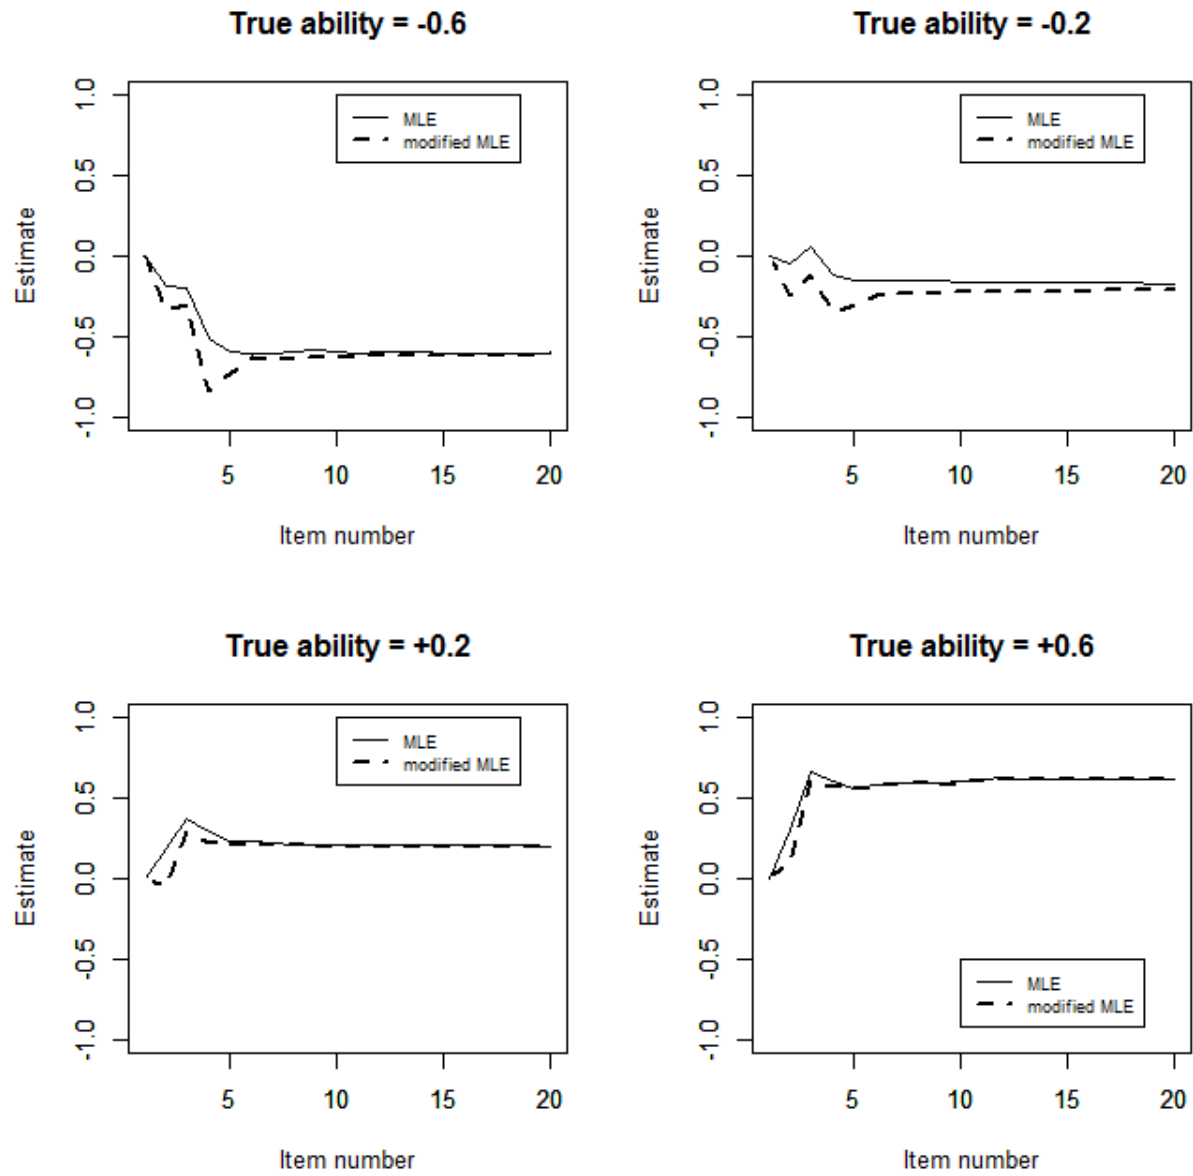 True ability = -0.6
Estimate
1.0
0.5
0.0
-0.5
-1.0
MLE
modified MLE
5 10 15 20
Item number
True ability = -0.2
Estimate
1.0
0.5
0.0
-0.5
-1.0
MLE
modified MLE
5 10 15 20
Item number
True ability = +0.2
Estimate
1.0
0.5
0.0
-0.5
-1.0
MLE
modified MLE
5 10 15 20
Item number
True ability = +0.6
Estimate
1.0
0.5
0.0
-0.5
-1.0
MLE
modified MLE
5 10 15 20
Item number